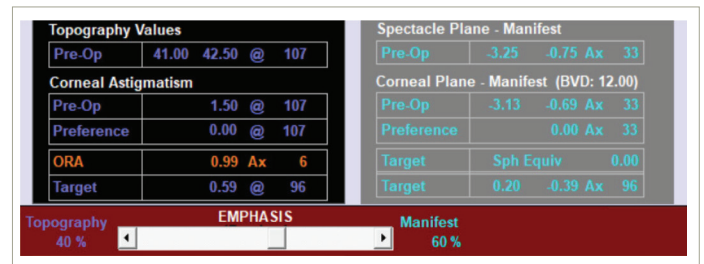 Topography Values
Pre-Op 41.00 42.50 @ 107
Corneal Astigmatism
Pre-Op 1.50 @ 107
Preference 0.00 @ 107
ORA 0.99 Ax 6
Target 0.59 @ 96
Spectacle Plane - Manifest
Pre-Op -3.25 -0.75 Ax 33
Corneal Plane - Manifest (BVD: 12.00)
Pre-Op -3.13 -0.69 Ax 33
Preference 0.00 Ax 33
Target Sph Equiv 0.00
Target 0.20 -0.39 Ax 96
EMPHASIS
Topography
40 %
Manifest
60 %